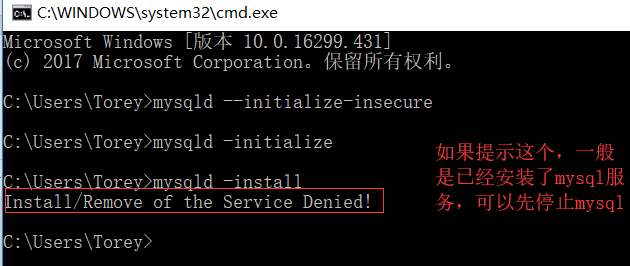 C:\WINDOWS\system32\cmd.exe
Microsoft Windows [版本 10.0.16299.431]
(c) 2017 Microsoft Corporation。保留所有权利。
C:\Users\Torey>mysqld --initialize-insecure
C:\Users\Torey>mysqld -initialize
C:\Users\Torey>mysqld -install
Install/Remove of the Service Denied!
C:\Users\Torey>
如果提示这个，一般
是已经安装了mysql服
务，可以先停止mysql